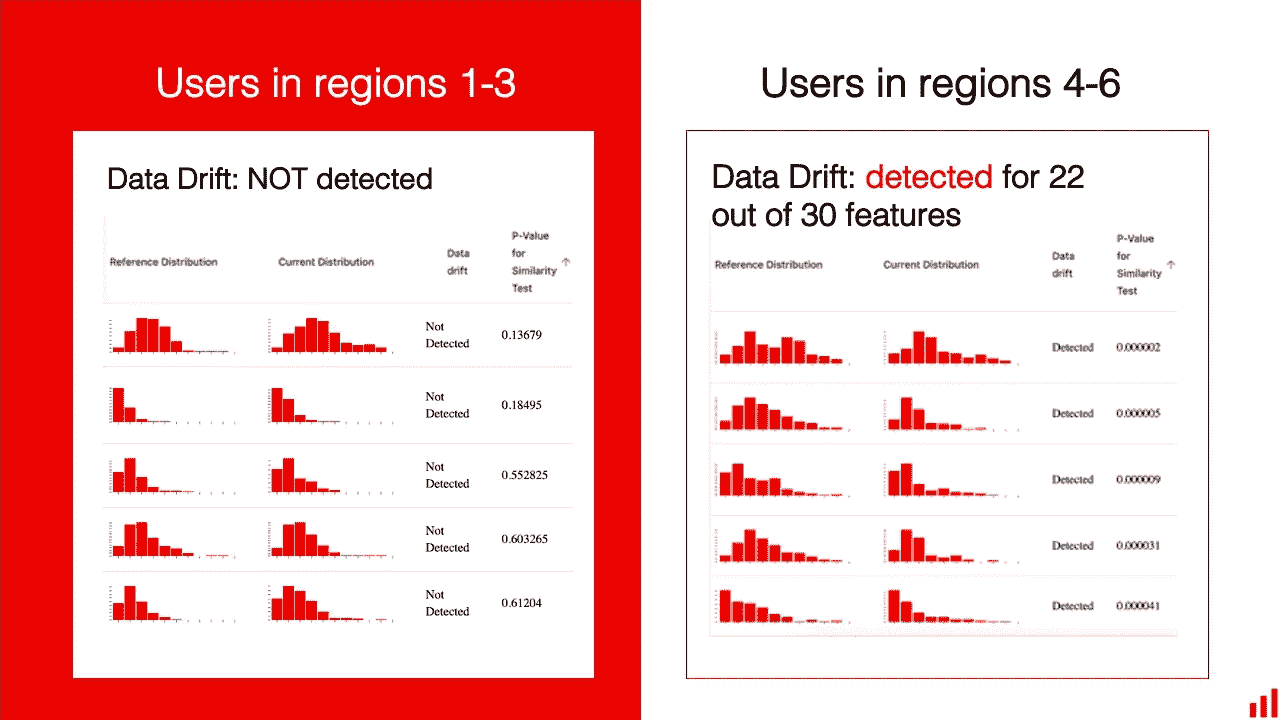 Users in regions 1-3
Data Drift: NOT detected
Reference Distribution
Current Distribution
Data
drift
P-Value
for
Similarity
Test
Not
Detected
0.13679
Not
Detected
0.18495
Not
Detected
0.552825
Not
Detected
0.603265
Not
Detected
0.61204
Users in regions 4-6
Data Drift: detected for 22
out of 30 features
Reference Distribution
Current Distribution
Data
drift
P-Value
for
Similarity
Test
Detected
0.000002
Detected
0.000005
Detected
0.000009
Detected
0.000031
Detected
0.000041